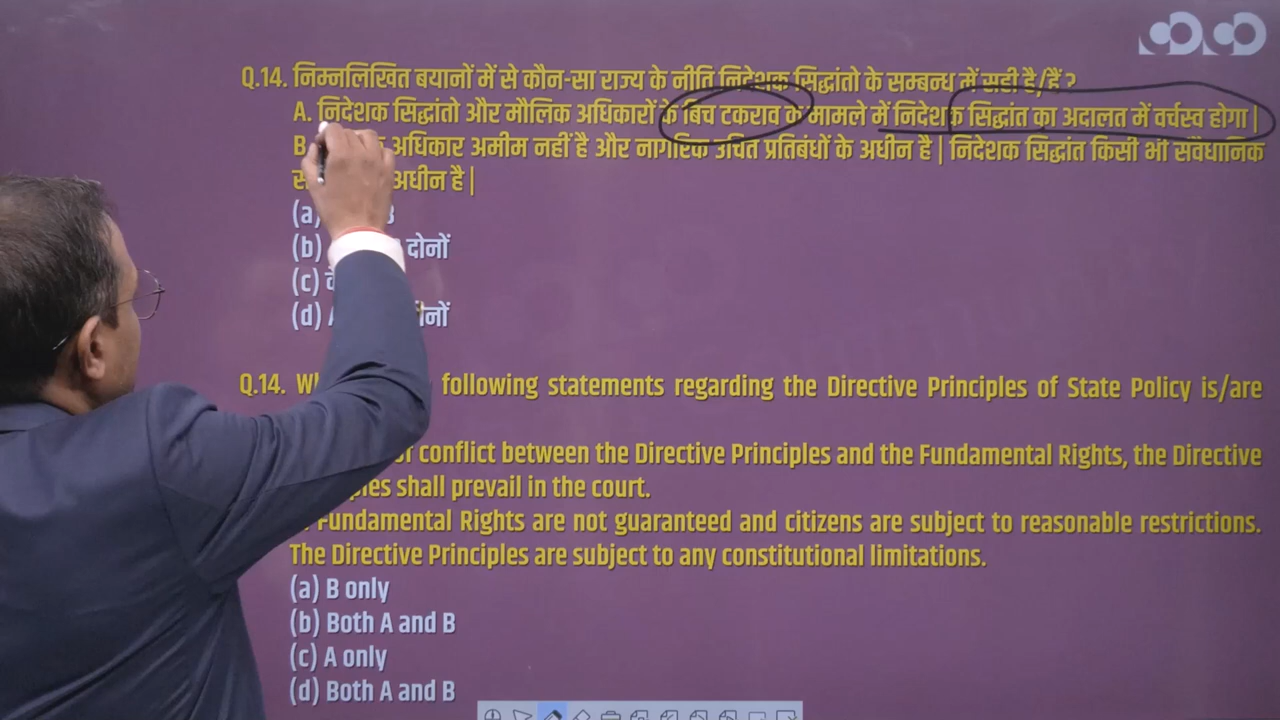 Q.14. निम्नलिखित बयानों में से कौन-सा राज्य के नीति निदेशक सिद्धांतो के सम्बन्ध में सही है/हैं ?
A. निदेशक सिद्धांतो और मौलिक अधिकारों के बिच टकराव के मामले में निदेशक सिद्धांत का अदालत में वर्चस्व होगा |
B अधिकार असीम नहीं है और नागरिक उचित प्रतिबंधों के अधीन है | निदेशक सिद्धांत किसी भी संवैधानिक
अधीन है |
(a) B
(b) दोनों
(c)
(d)
Q.14. following statements regarding the Directive Principles of State Policy is/are
of conflict between the Directive Principles and the Fundamental Rights, the Directive
shall prevail in the court.
Fundamental Rights are not guaranteed and citizens are subject to reasonable restrictions.
The Directive Principles are subject to any constitutional limitations.
(a) B only
(b) Both A and B
(c) A only
(d) Both A and B